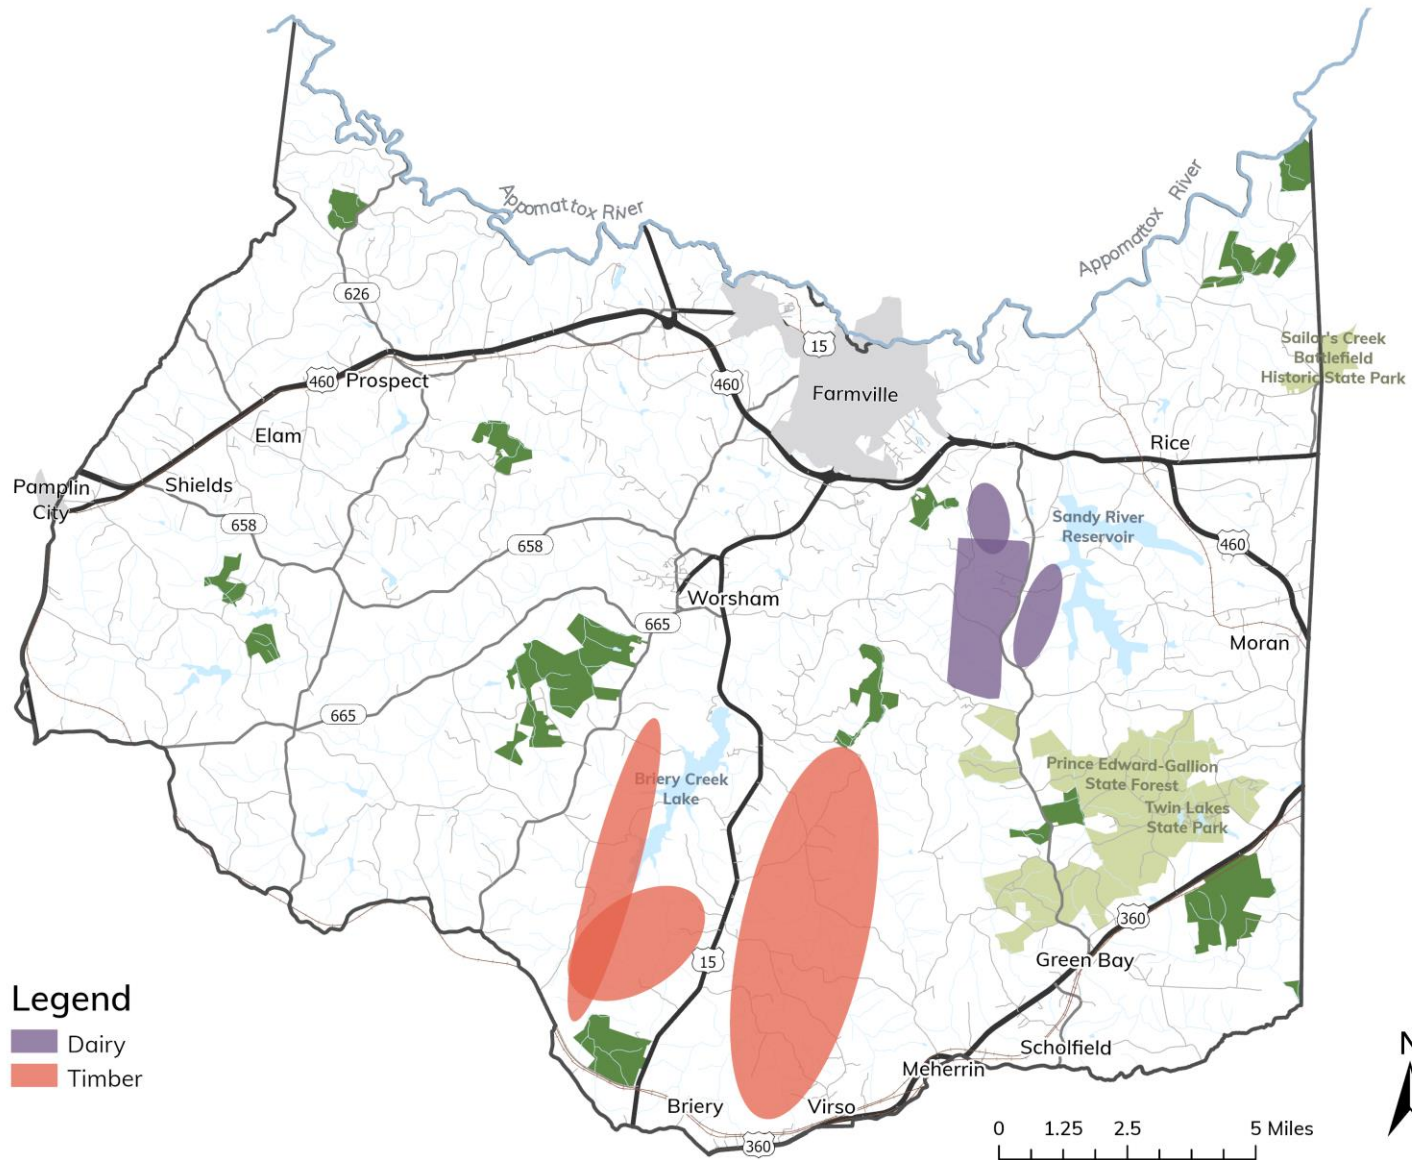 Appomattox River
Appomattox River
626
15
Sailor's Creek
Battlefield
Historic State Park
460
Prospect
460
Farmville
Elam
Rice
Pamplin
City
Shields
658
658
Sandy River
Reservoir
460
Worsham
665
Moran
665
Briery Creek
Lake
Prince Edward-Gallion
State Forest
Twin Lakes
State Park
360
15
Green Bay
Legend
Dairy
Timber
Scholfield
Meherrin
Briery
Virso
360
N
0 1.25 2.5 5 Miles